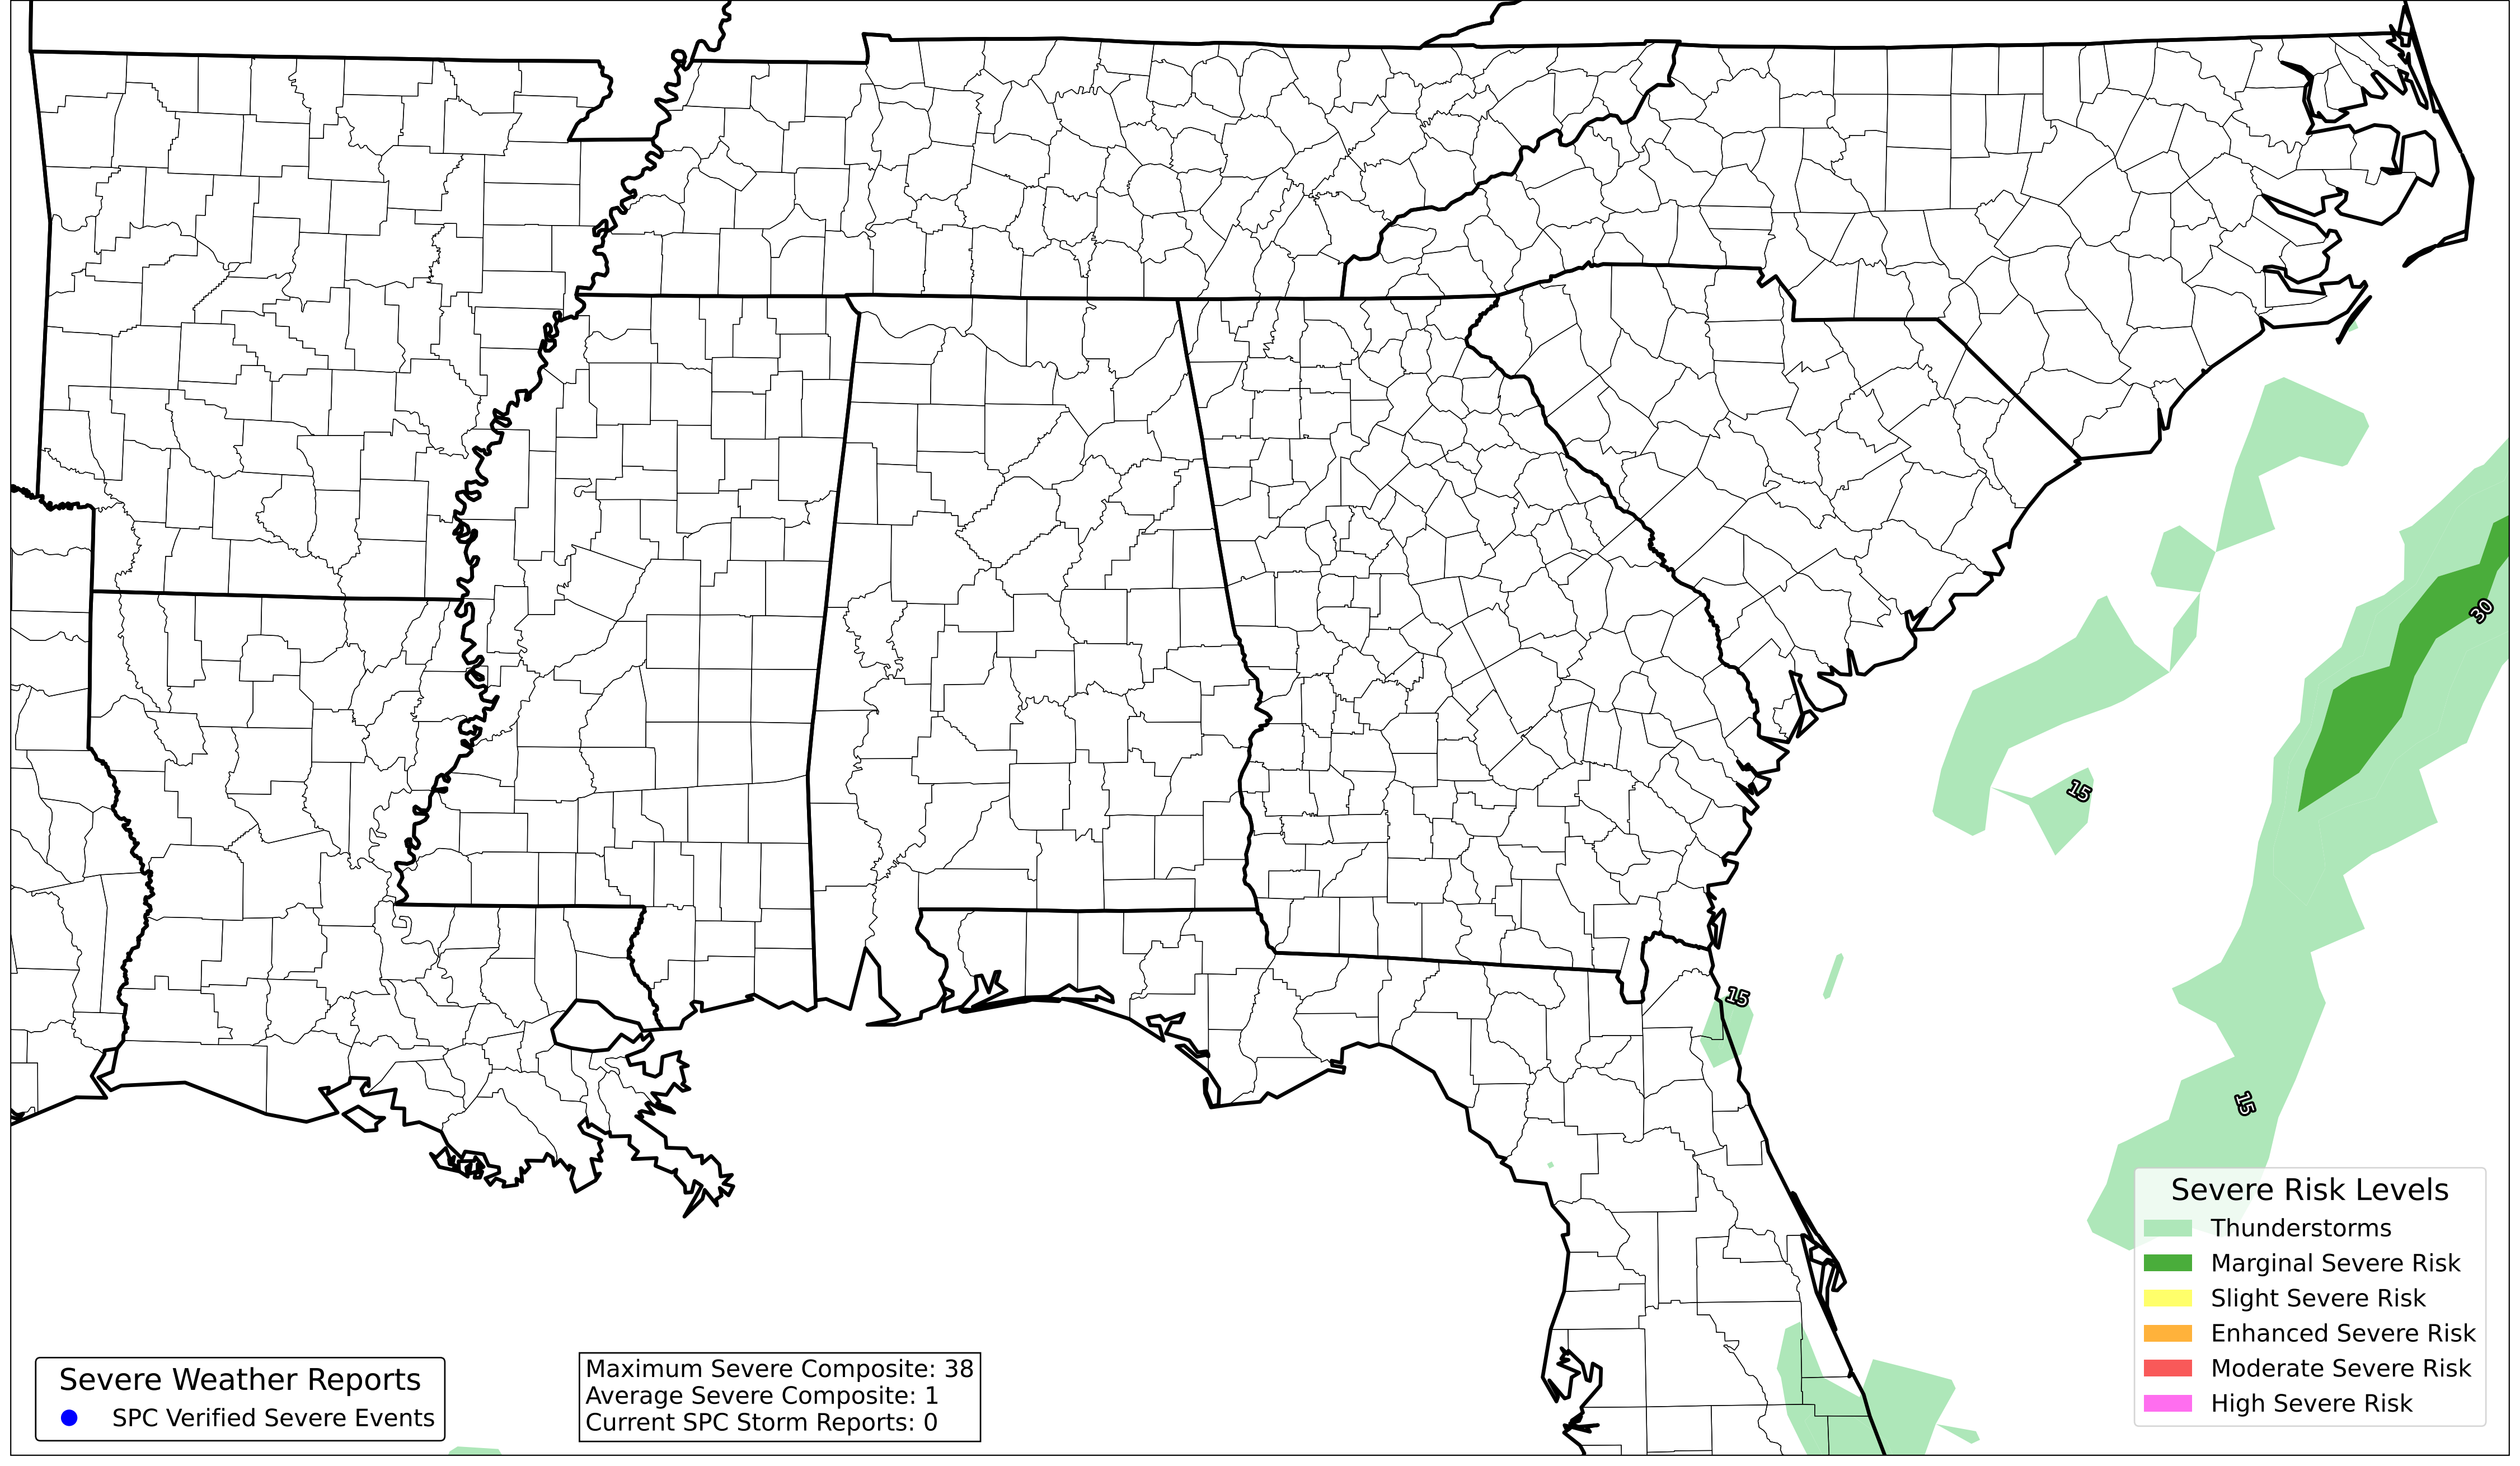 30
15
15
15
Severe Risk Levels
Thunderstorms
Marginal Severe Risk
Slight Severe Risk
Enhanced Severe Risk
Moderate Severe Risk
High Severe Risk
Severe Weather Reports
SPC Verified Severe Events
Maximum Severe Composite: 38
Average Severe Composite: 1
Current SPC Storm Reports: 0